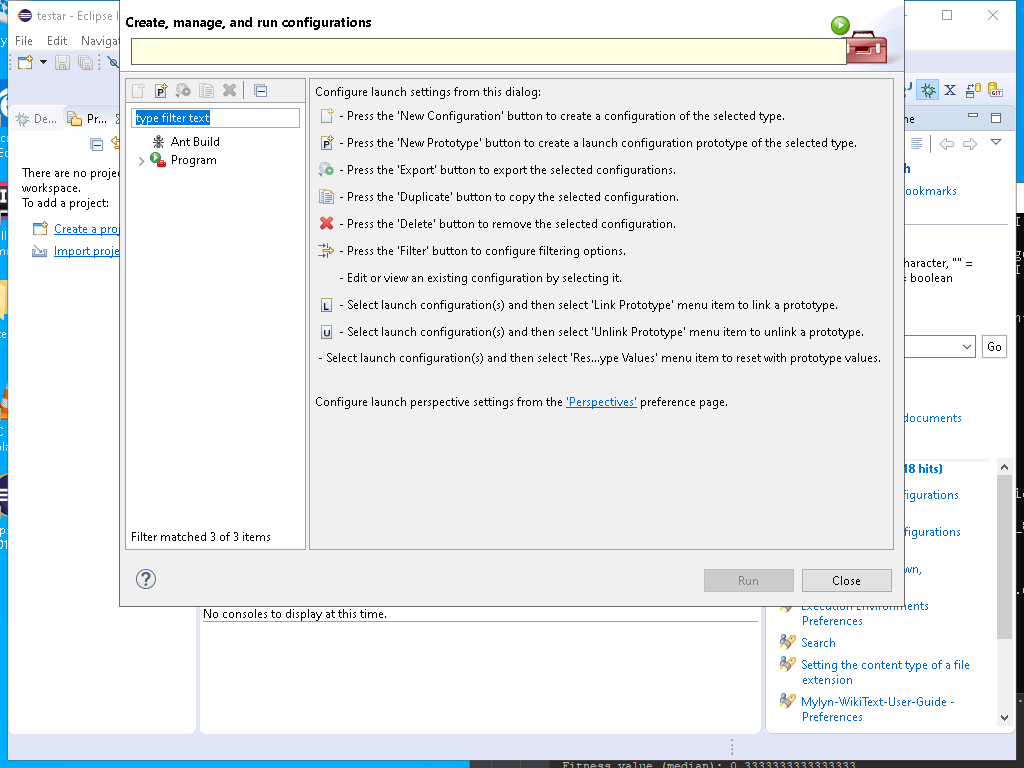 testar - Eclipse I
Create, manage, and run configurations
File Edit Naviga
De...
Pr...
type filter text
Ant Build
Program
Filter matched 3 of 3 items
There are no proje
workspace.
To add a project:
Create a proj
Import proje
Configure launch settings from this dialog:
- Press the 'New Configuration' button to create a configuration of the selected type.
- Press the 'New Prototype' button to create a launch configuration prototype of the selected type.
- Press the 'Export' button to export the selected configurations.
- Press the 'Duplicate' button to copy the selected configuration.
- Press the 'Delete' button to remove the selected configuration.
- Press the 'Filter' button to configure filtering options.
- Edit or view an existing configuration by selecting it.
L - Select launch configuration(s) and then select 'Link Prototype' menu item to link a prototype.
U - Select launch configuration(s) and then select 'Unlink Prototype' menu item to unlink a prototype.
- Select launch configuration(s) and then select 'Res...ype Values' menu item to reset with prototype values.
Configure launch perspective settings from the 'Perspectives' preference page.
Run
Close
No consoles to display at this time.
ne
h
ookmarks
haracter, "" =
= boolean
Go
documents
18 hits)
figurations
figurations
wn,
Execution Environments
Preferences
Search
Setting the content type of a file
extension
Mylyn-WikiText-User-Guide -
Preferences
Fitness value (median): 0.3333333333333333